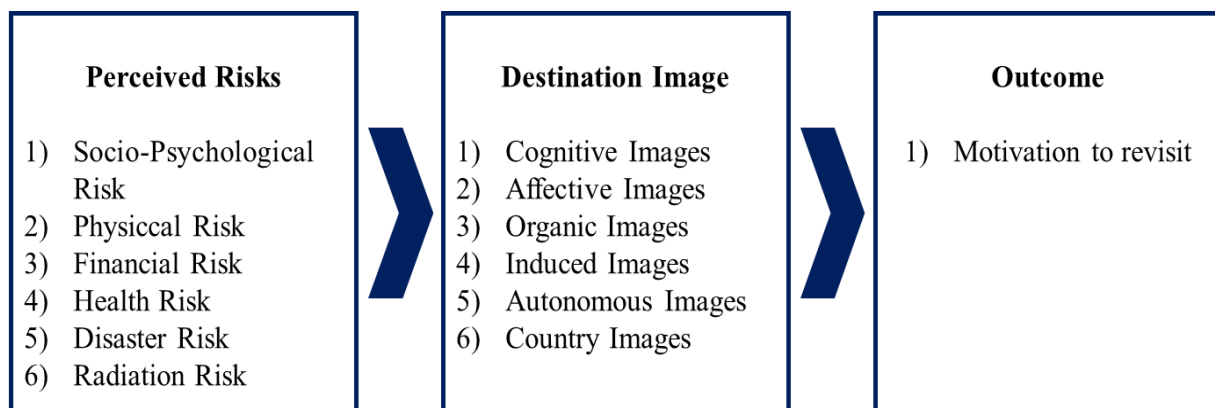 Perceived Risks
1) Socio-Psychological
Risk
2) Physiccal Risk
3) Financial Risk
4) Health Risk
5) Disaster Risk
6) Radiation Risk
Destination Image
1) Cognitive Images
2) Affective Images
3) Organic Images
4) Induced Images
5) Autonomous Images
6) Country Images
Outcome
1) Motivation to revisit